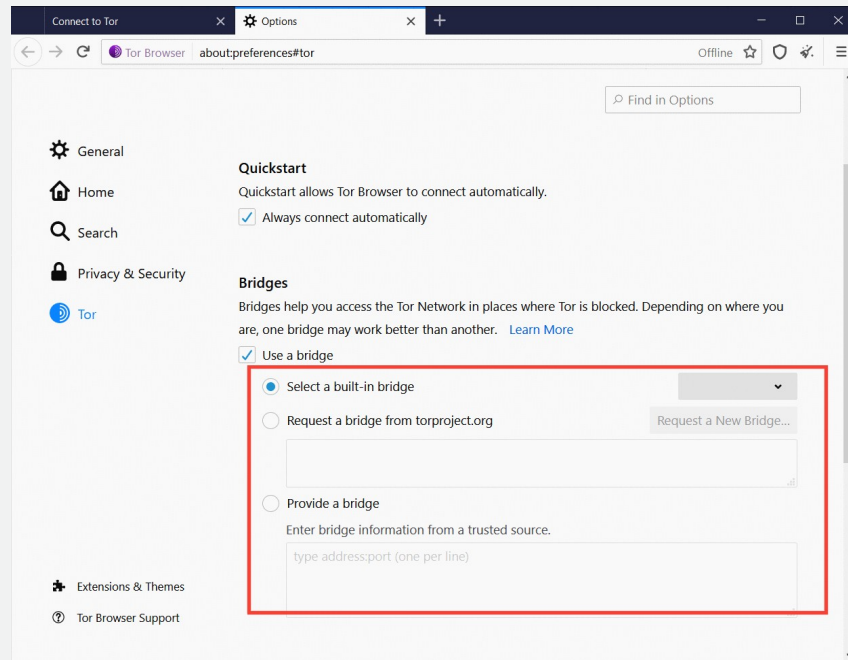 Connect to Tor
Options
Tor Browser
about:preferences#tor
Offline
Find in Options
General
Home
Search
Privacy & Security
Tor
Extensions & Themes
Tor Browser Support
Quickstart
Quickstart allows Tor Browser to connect automatically.
Always connect automatically
Bridges
Bridges help you access the Tor Network in places where Tor is blocked. Depending on where you
are, one bridge may work better than another. Learn More
Use a bridge
Select a built-in bridge
Request a bridge from torproject.org
Request a New Bridge...
Provide a bridge
Enter bridge information from a trusted source.
type address:port (one per line)